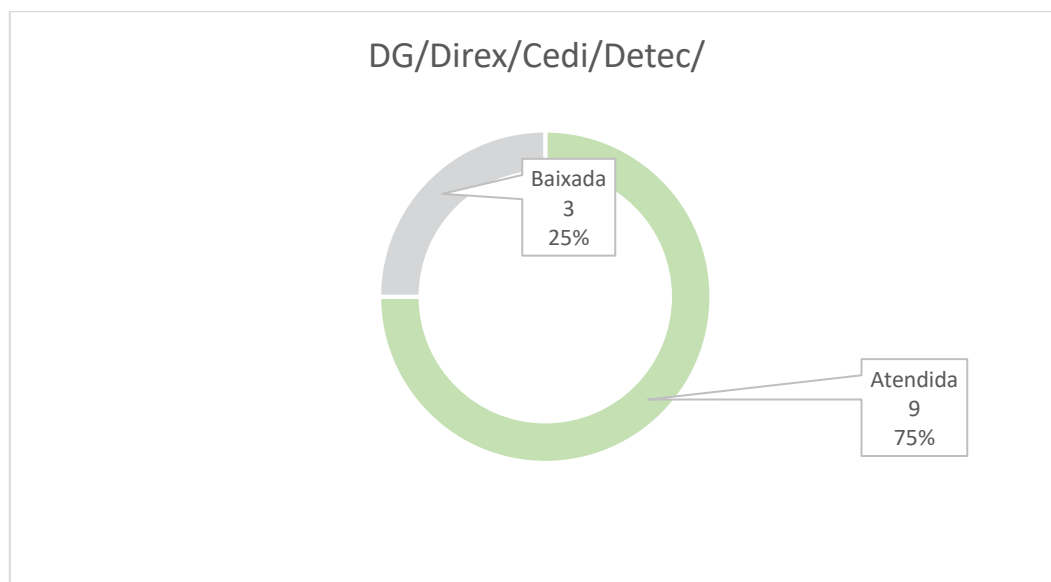 DG/Direx/Cedi/Detec/
Baixada
3
25%
Atendida
9
75%